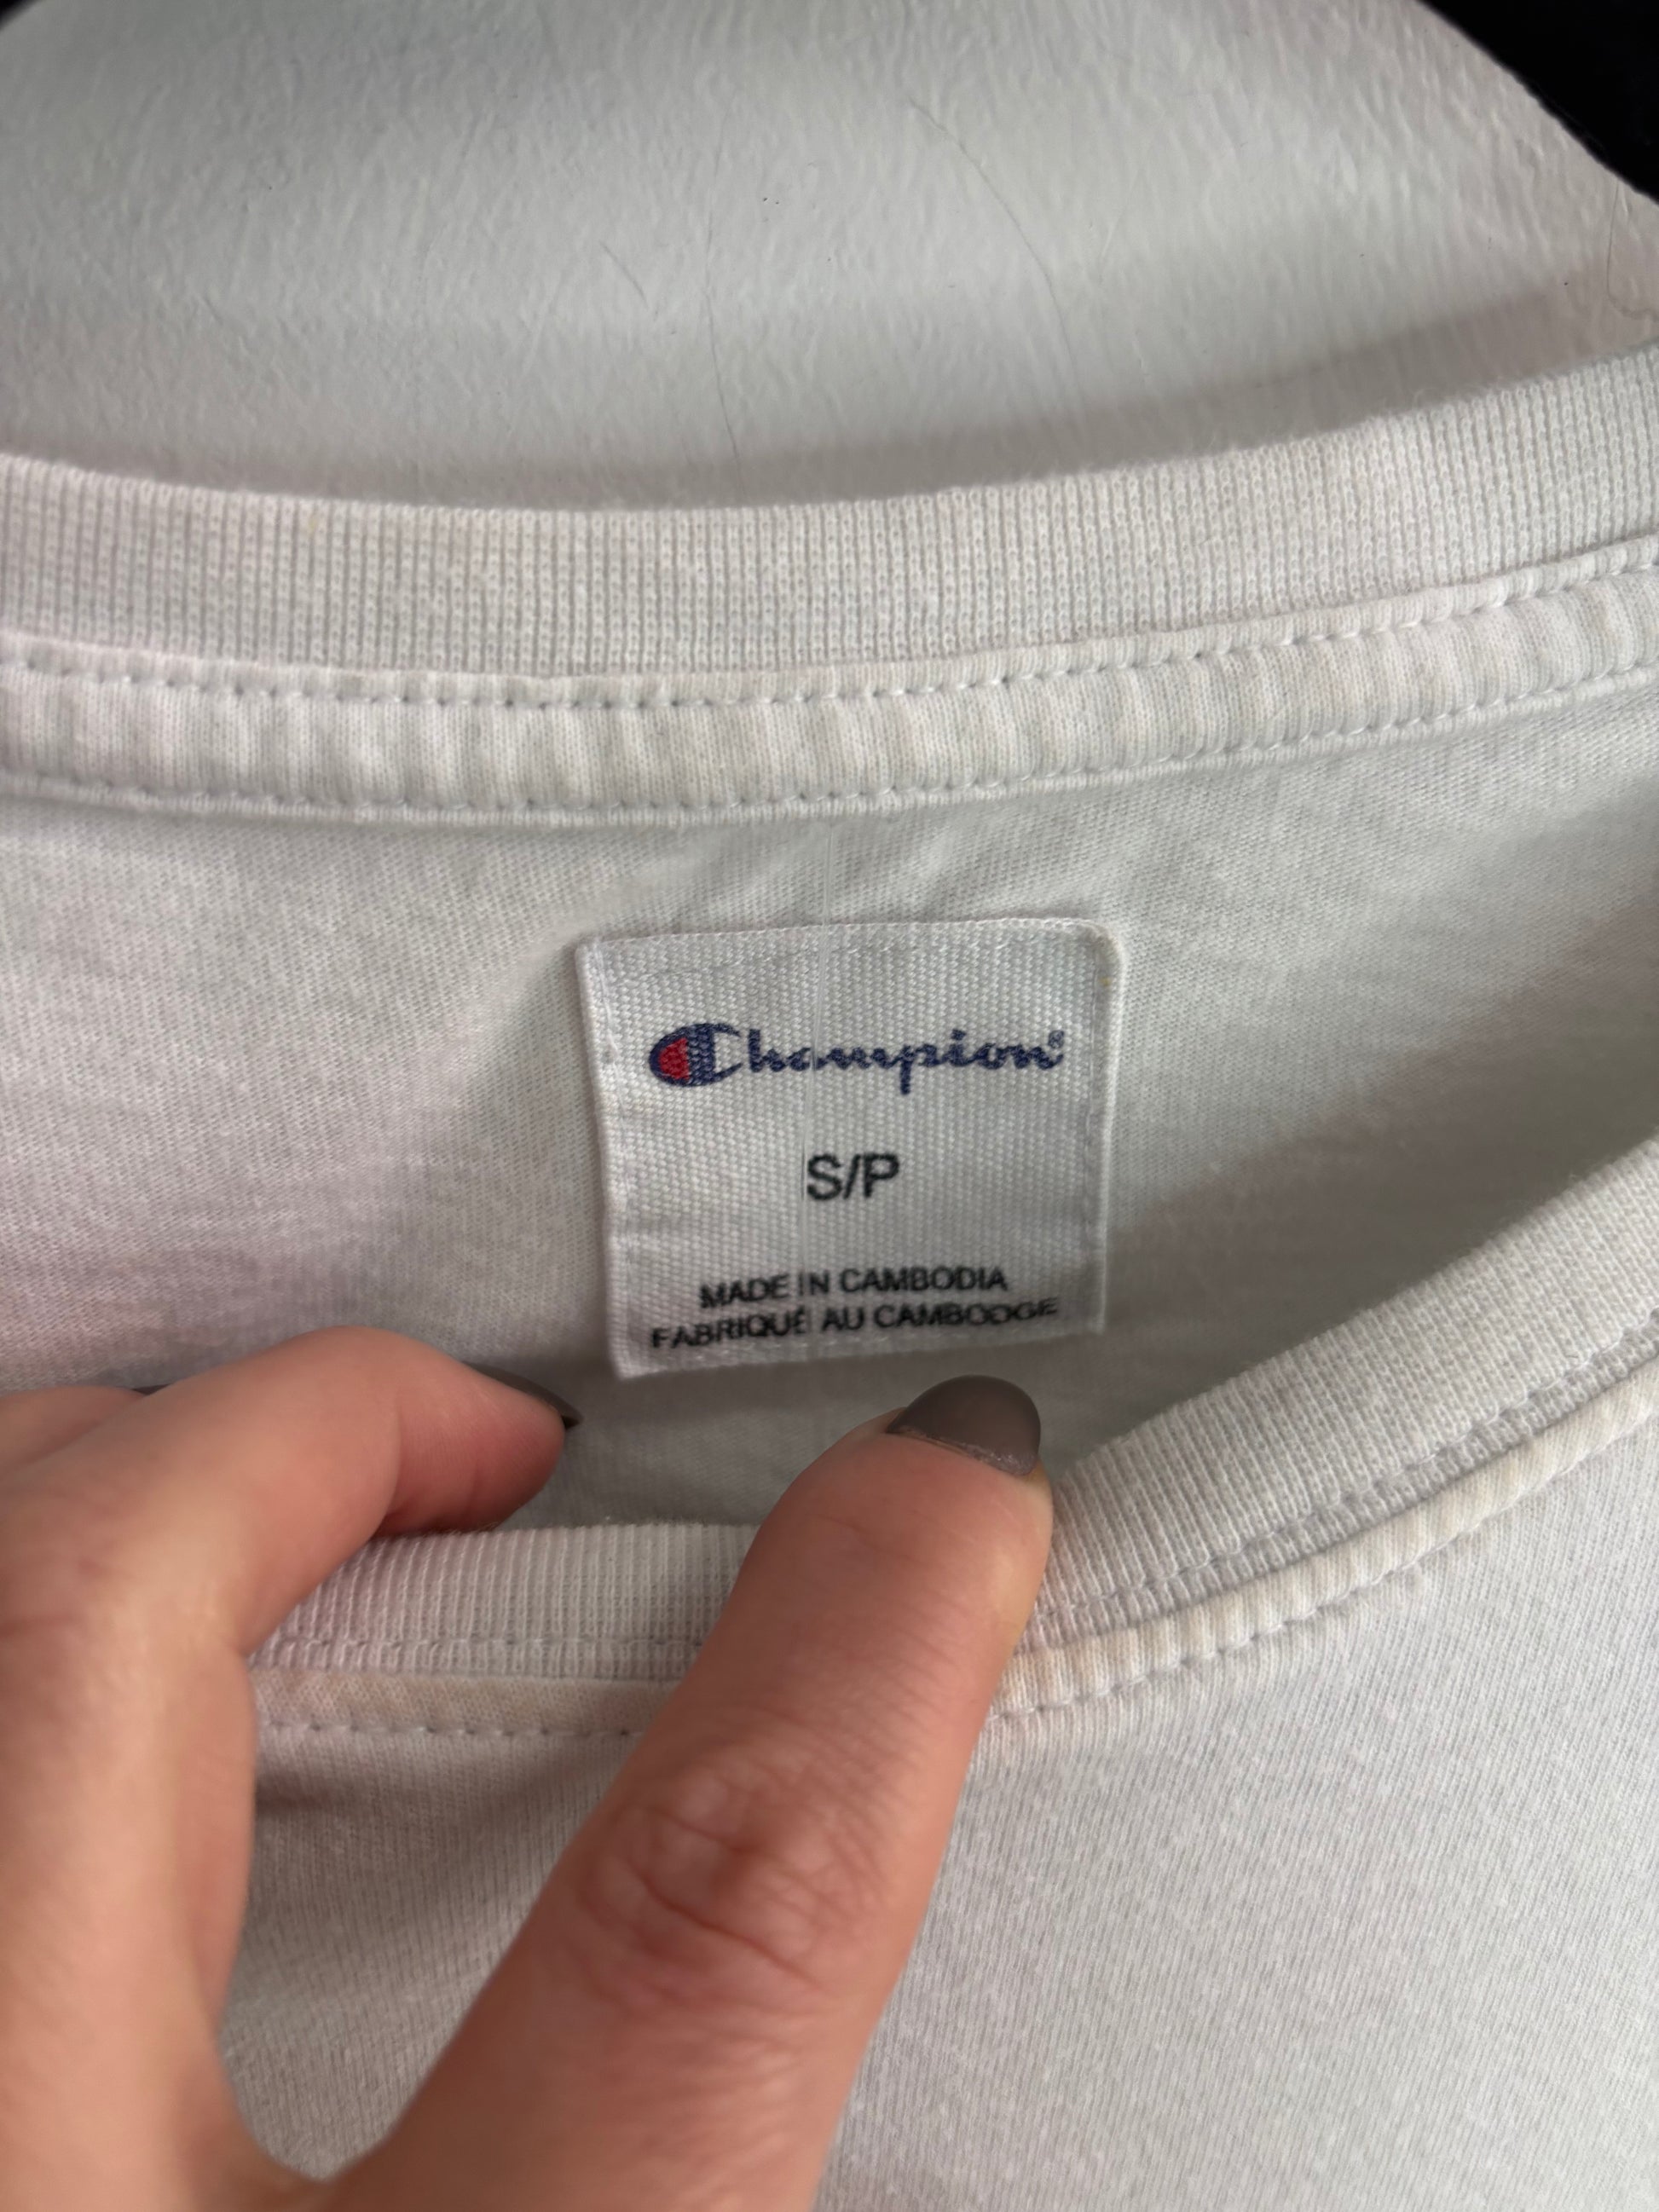 Champion®
S/P
MADE IN CAMBODIA
FABRIQUÉ AU CAMBODGE